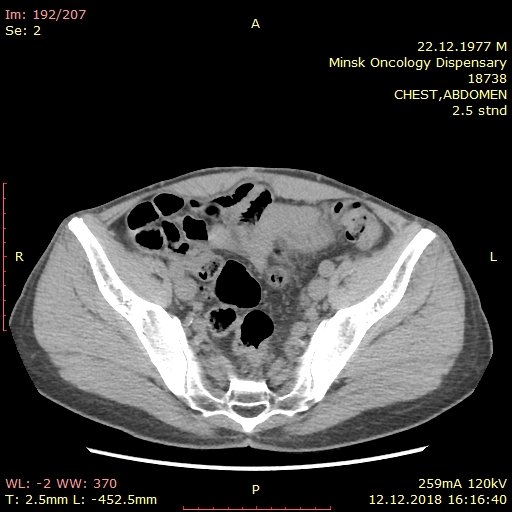 Im: 192/207
Se: 2
A
22.12.1977 M
Minsk Oncology Dispensary
18738
CHEST,ABDOMEN
2.5 stnd
R
L
WL: -2 WW: 370
T: 2.5mm L: -452.5mm
P
259mA 120kV
12.12.2018 16:16:40